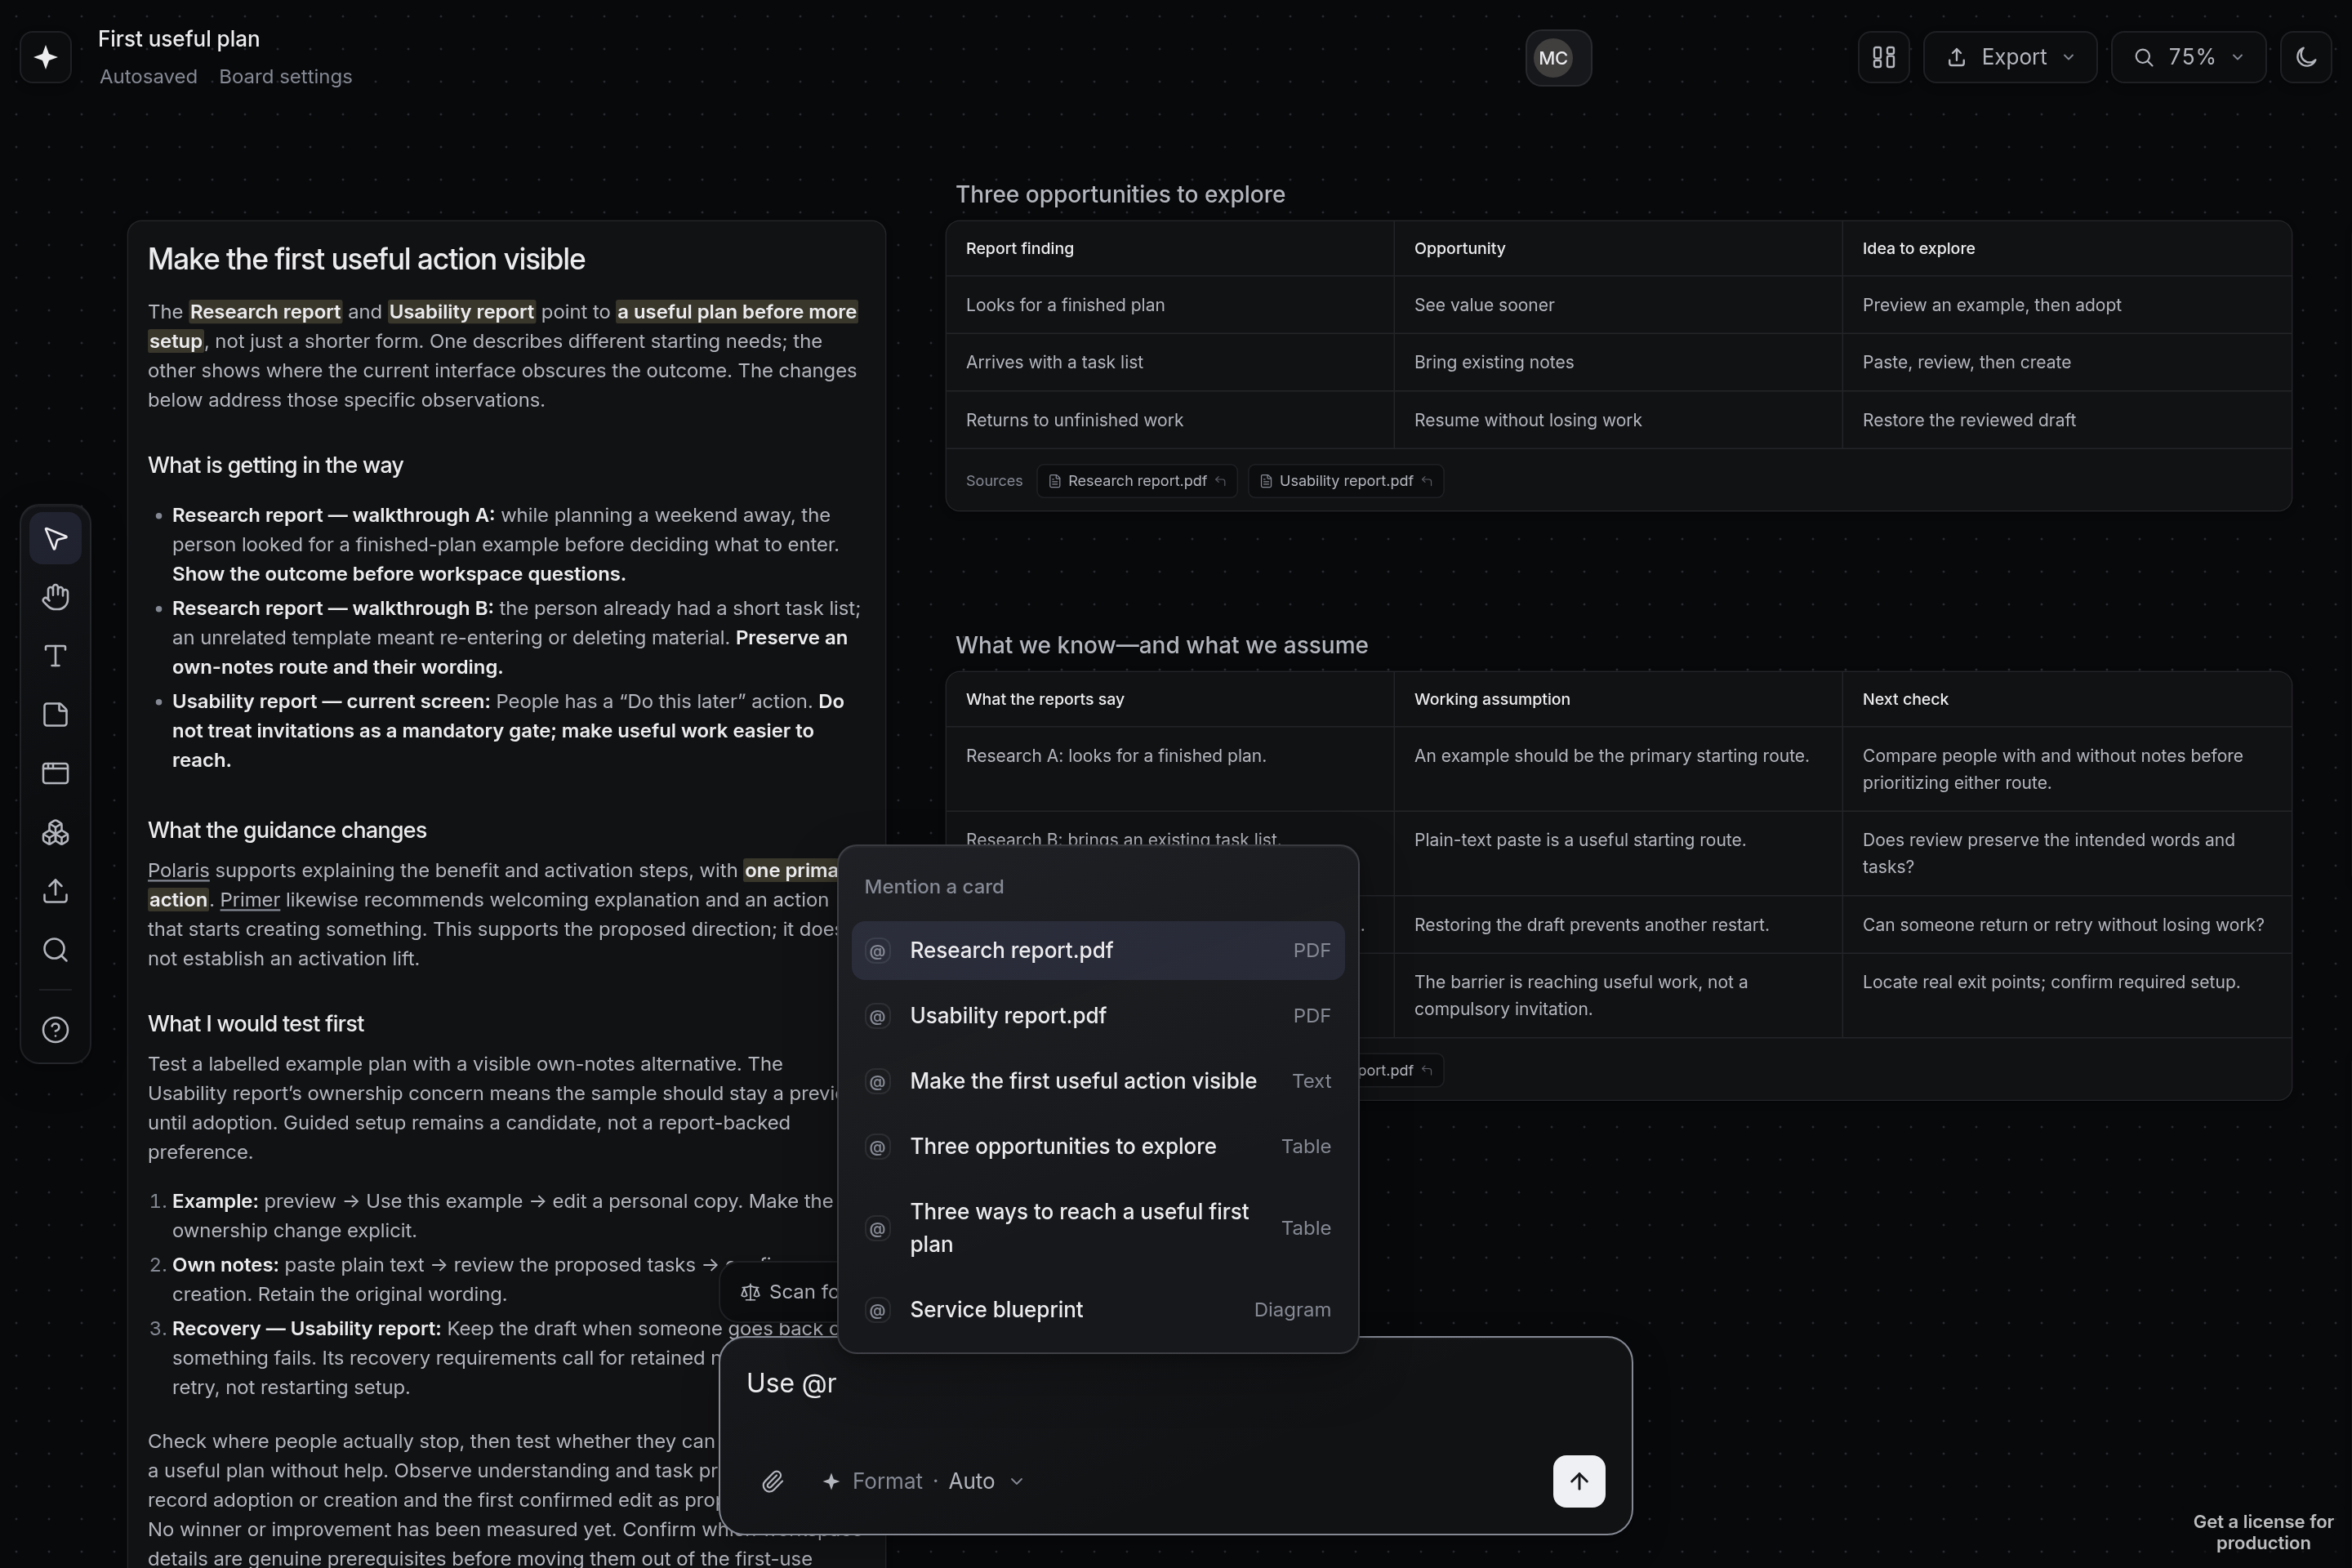 First useful plan
Autosaved Board settings
MC
Export
75%
Make the first useful action visible
The Research report and Usability report point to a useful plan before more
setup, not just a shorter form. One describes different starting needs; the
other shows where the current interface obscures the outcome. The changes
below address those specific observations.
What is getting in the way
• Research report — walkthrough A: while planning a weekend away, the
person looked for a finished-plan example before deciding what to enter.
Show the outcome before workspace questions.
• Research report — walkthrough B: the person already had a short task list;
an unrelated template meant re-entering or deleting material. Preserve an
own-notes route and their wording.
• Usability report — current screen: People has a “Do this later” action. Do
not treat invitations as a mandatory gate; make useful work easier to
reach.
What the guidance changes
Polaris supports explaining the benefit and activation steps, with one prima
action. Primer likewise recommends welcoming explanation and an action
that starts creating something. This supports the proposed direction; it does
not establish an activation lift.
What I would test first
Test a labelled example plan with a visible own-notes alternative. The
Usability report’s ownership concern means the sample should stay a previ
until adoption. Guided setup remains a candidate, not a report-backed
preference.
1. Example: preview → Use this example → edit a personal copy. Make the
ownership change explicit.
2. Own notes: paste plain text → review the proposed tasks →
creation. Retain the original wording.
3. Recovery — Usability report: Keep the draft when someone goes back
something fails. Its recovery requirements call for retained
retry, not restarting setup.
Check where people actually stop, then test whether they can
a useful plan without help. Observe understanding and task
record adoption or creation and the first confirmed edit as
No winner or improvement has been measured yet. Confirm
details are genuine prerequisites before moving them out of the first-use
Three opportunities to explore
Report finding Opportunity Idea to explore
Looks for a finished plan See value sooner Preview an example, then adopt
Arrives with a task list Bring existing notes Paste, review, then create
Returns to unfinished work Resume without losing work Restore the reviewed draft
Sources Research report.pdf Usability report.pdf
What we know—and what we assume
What the reports say Working assumption Next check
Research A: looks for a finished plan. An example should be the primary starting route. Compare people with and without notes before
prioritizing either route.
Research B: brings an existing task list. Plain-text paste is a useful starting route. Does review preserve the intended words and
tasks?
Restoring the draft prevents another restart. Can someone return or retry without losing work?
The barrier is reaching useful work, not a Locate real exit points; confirm required setup.
compulsory invitation.
port.pdf
Mention a card
@ Research report.pdf PDF
@ Usability report.pdf PDF
@ Make the first useful action visible Text
@ Three opportunities to explore Table
@ Three ways to reach a useful first
plan Table
@ Service blueprint Diagram
Scan fo
Use @r
Format · Auto
Get a license for
production